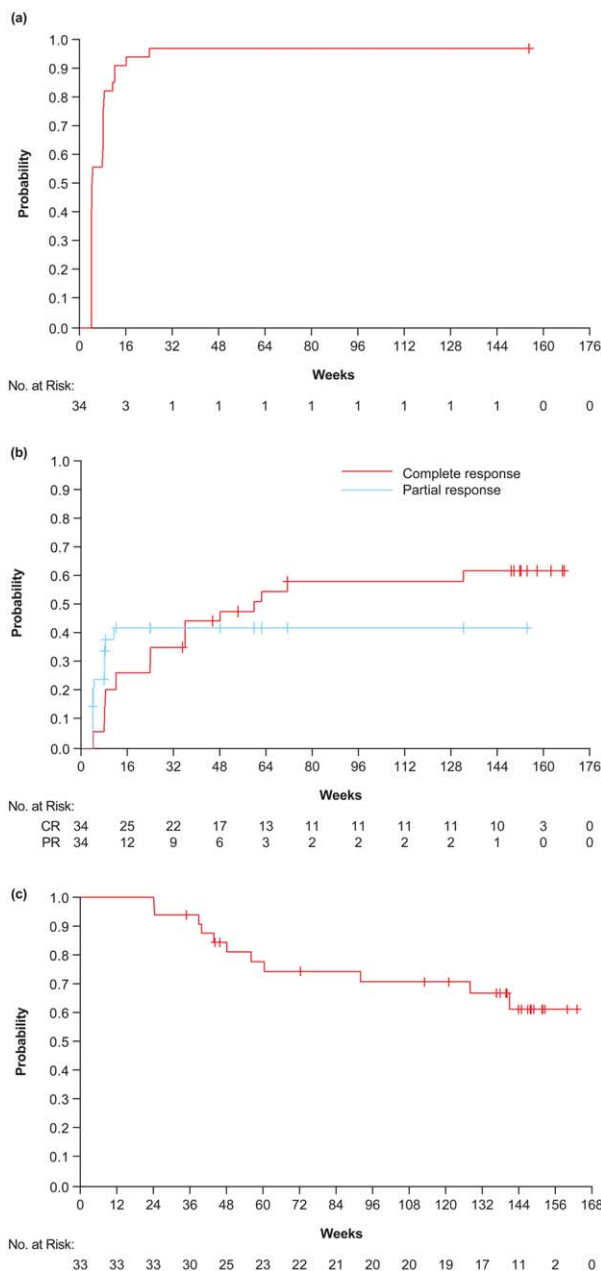 (a)
1.0
0.9
0.8
0.7
0.6
0.5
0.4
0.3
0.2
0.1
0.0
Probability
0 16 32 48 64 80 96 112 128 144 160 176
Weeks
No. at Risk:
34 3 1 1 1 1 1 1 1 1 0 0
(b)
1.0
0.9
0.8
0.7
0.6
0.5
0.4
0.3
0.2
0.1
0.0
Probability
Complete response
Partial response
0 16 32 48 64 80 96 112 128 144 160 176
Weeks
No. at Risk:
CR 34 25 22 17 13 11 11 11 11 10 3 0
PR 34 12 9 6 3 2 2 2 2 1 0 0
(c)
1.0
0.9
0.8
0.7
0.6
0.5
0.4
0.3
0.2
0.1
0.0
Probability
0 12 24 36 48 60 72 84 96 108 120 132 144 156 168
Weeks
No. at Risk:
33 33 33 30 25 23 22 21 20 20 19 17 11 2 0